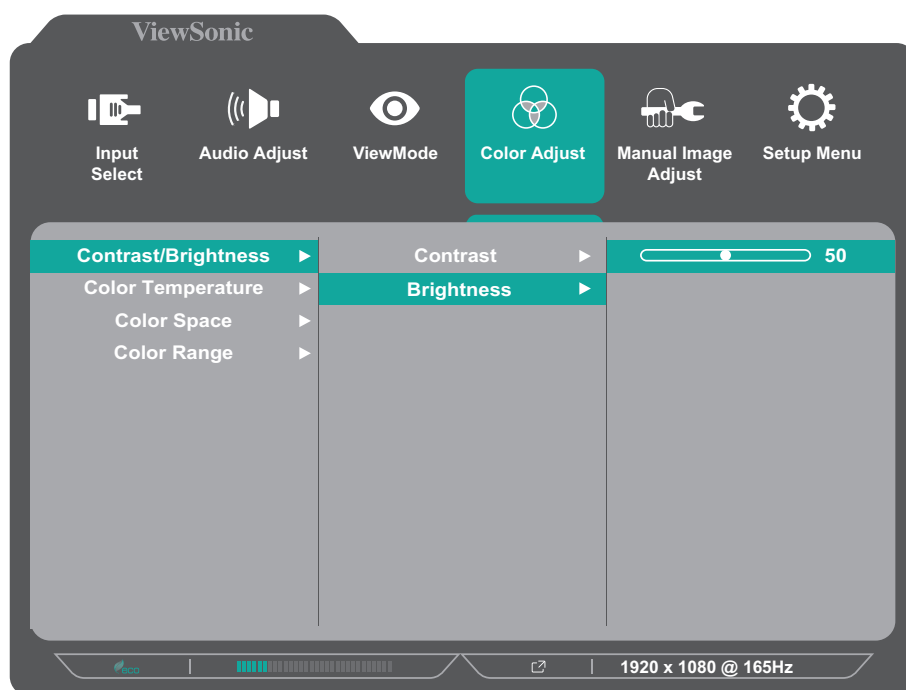 ViewSonic
Input Select
Audio Adjust
ViewMode
Color Adjust
Manual Image Adjust
Setup Menu
Contrast/Brightness
Color Temperature
Color Space
Color Range
Contrast
Brightness
50
eco
1920 x 1080 @ 165Hz